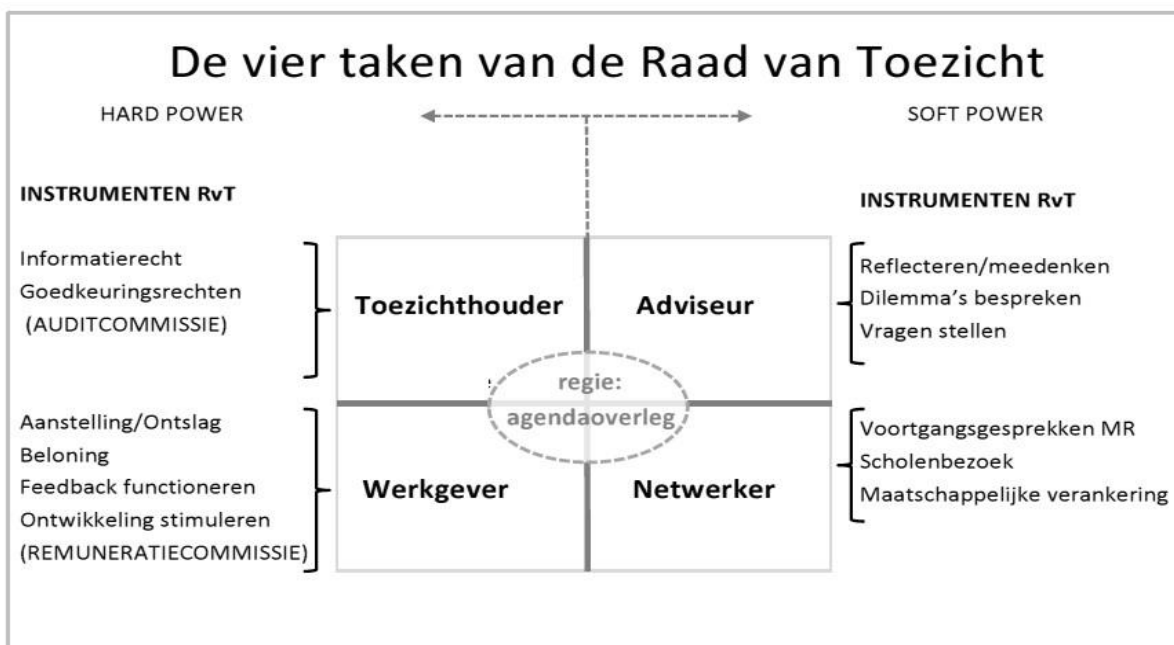 De vier taken van de Raad van Toezicht
HARD POWER
SOFT POWER
INSTRUMENTEN RvT
Informatierecht
Goedkeuringsrechten
(AUDITCOMMISSIE)
Aanstelling/Ontslag
Beloning
Feedback functioneren
Ontwikkeling stimuleren
(REMUNERATIECOMMISSIE)
Toezichthouder
Adviseur
regie:
agendaoverleg
Werkgever
Netwerker
INSTRUMENTEN RvT
Reflecteren/meedenken
Dilemma's bespreken
Vragen stellen
Voortgangsgesprekken MR
Scholenbezoek
Maatschappelijke verankering